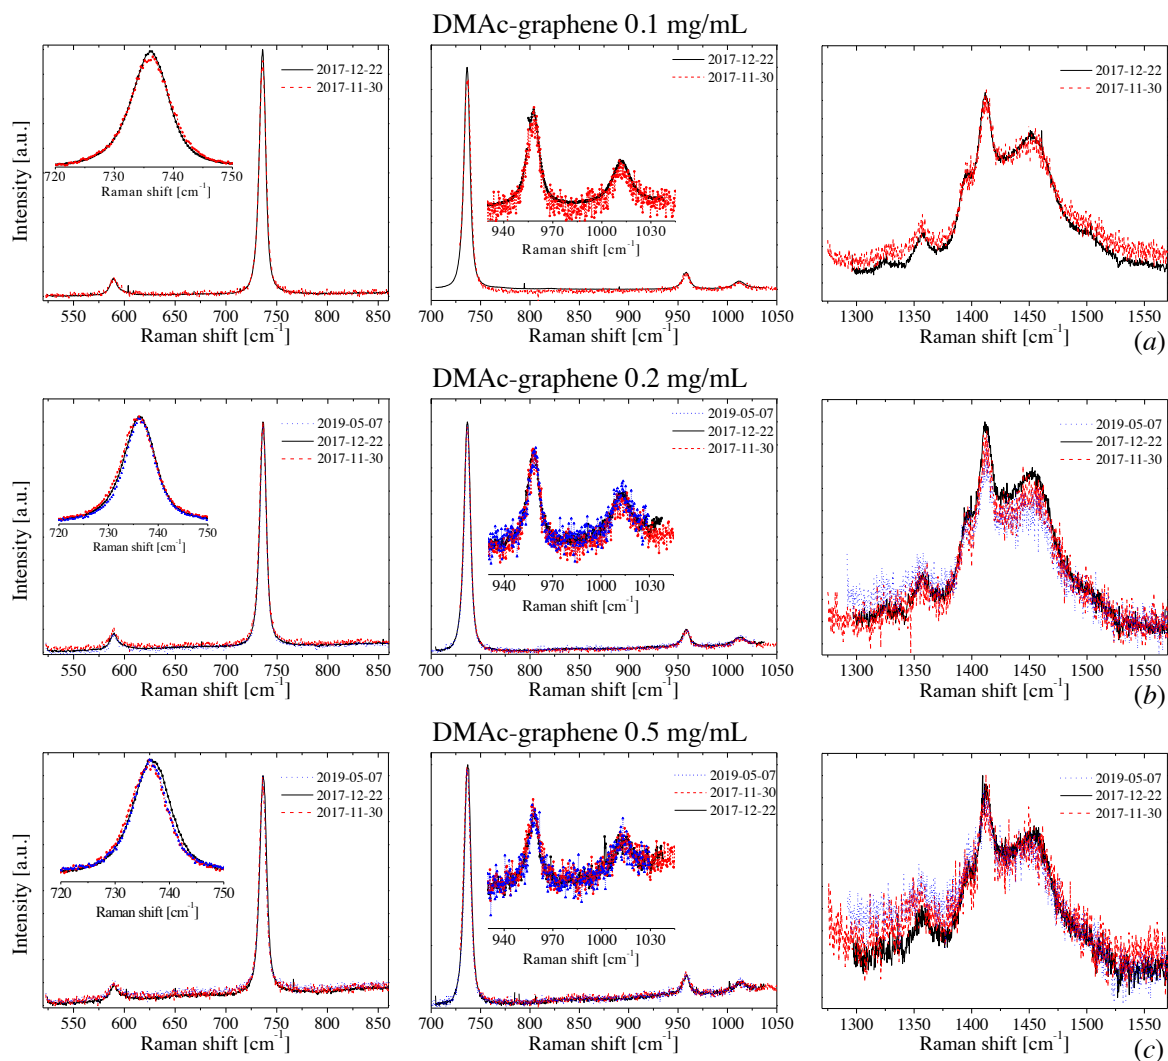 DMAc-graphene 0.1 mg/mL
Intensity [a.u.]
2017-12-22
2017-11-30
720 730 740 750
Raman shift [cm⁻¹]
550 600 650 700 750 800 850
Raman shift [cm⁻¹]
2017-12-22
2017-11-30
940 970 1000 1030
Raman shift [cm⁻¹]
700 750 800 850 900 950 1000 1050
Raman shift [cm⁻¹]
2017-12-22
2017-11-30
1300 1350 1400 1450 1500 1550
Raman shift [cm⁻¹]
(a)
DMAc-graphene 0.2 mg/mL
Intensity [a.u.]
2019-05-07
2017-12-22
2017-11-30
720 730 740 750
Raman shift [cm⁻¹]
550 600 650 700 750 800 850
Raman shift [cm⁻¹]
2019-05-07
2017-12-22
2017-11-30
940 970 1000 1030
Raman shift [cm⁻¹]
700 750 800 850 900 950 1000 1050
Raman shift [cm⁻¹]
2019-05-07
2017-12-22
2017-11-30
1300 1350 1400 1450 1500 1550
Raman shift [cm⁻¹]
(b)
DMAc-graphene 0.5 mg/mL
Intensity [a.u.]
2019-05-07
2017-12-22
2017-11-30
720 730 740 750
Raman shift [cm⁻¹]
550 600 650 700 750 800 850
Raman shift [cm⁻¹]
2019-05-07
2017-11-30
2017-12-22
940 970 1000 1030
Raman shift [cm⁻¹]
700 750 800 850 900 950 1000 1050
Raman shift [cm⁻¹]
2019-05-07
2017-12-22
2017-11-30
1300 1350 1400 1450 1500 1550
Raman shift [cm⁻¹]
(c)